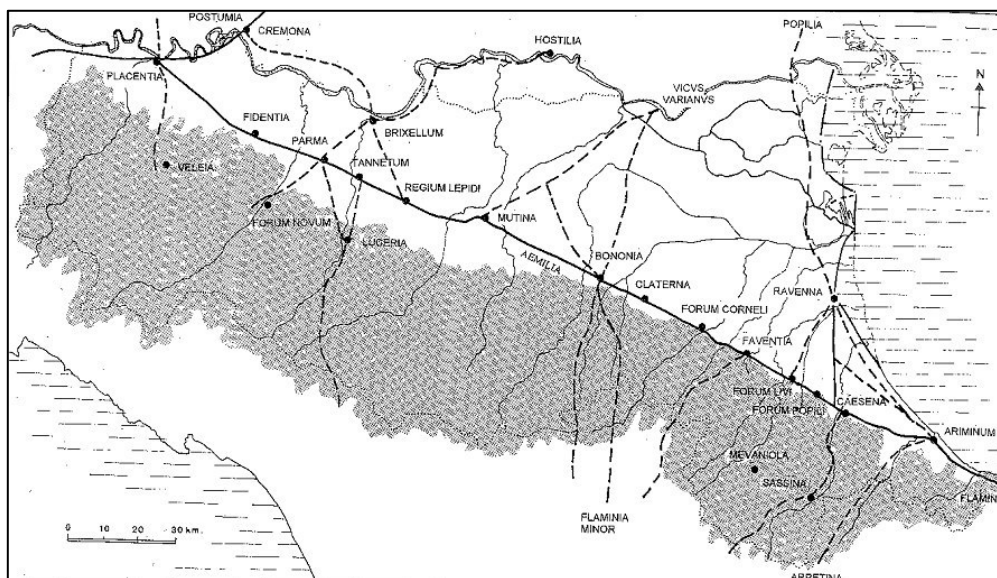 POSTUMIA
CREMONA
POPILIA
HOSTILIA
PLACENTIA
VICVS
VARIANVS
N
FIDENTIA
BRIXELLUM
PARMA
TANNETUM
VELEIA
REGIUM LEPIDI
FORUM NOVUM
MUTINA
LUCERIA
AEMILIA
BONONIA
CLATERNA
RAVENNA
FORUM CORNELI
FAVENTIA
FORUM LIVI
CAESENA
FORUM POPILI
ARIMINUM
MEVANIOLA
SASSINA
FLAMIN
FLAMINIA
MINOR
0 10 20 30 km.